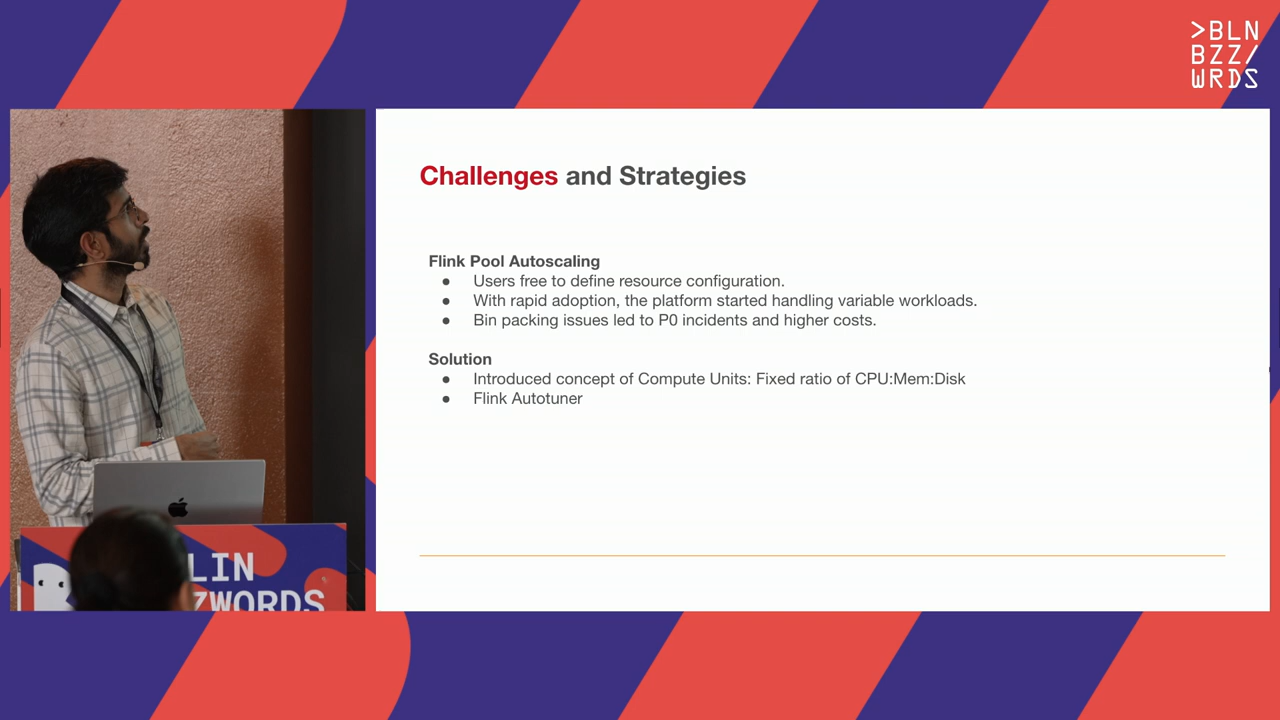 >BLN
BZZ/
WRDS
Challenges and Strategies
Flink Pool Autoscaling
● Users free to define resource configuration.
● With rapid adoption, the platform started handling variable workloads.
● Bin packing issues led to P0 incidents and higher costs.
Solution
● Introduced concept of Compute Units: Fixed ratio of CPU:Mem:Disk
● Flink Autotuner
LIN
ZWORDS